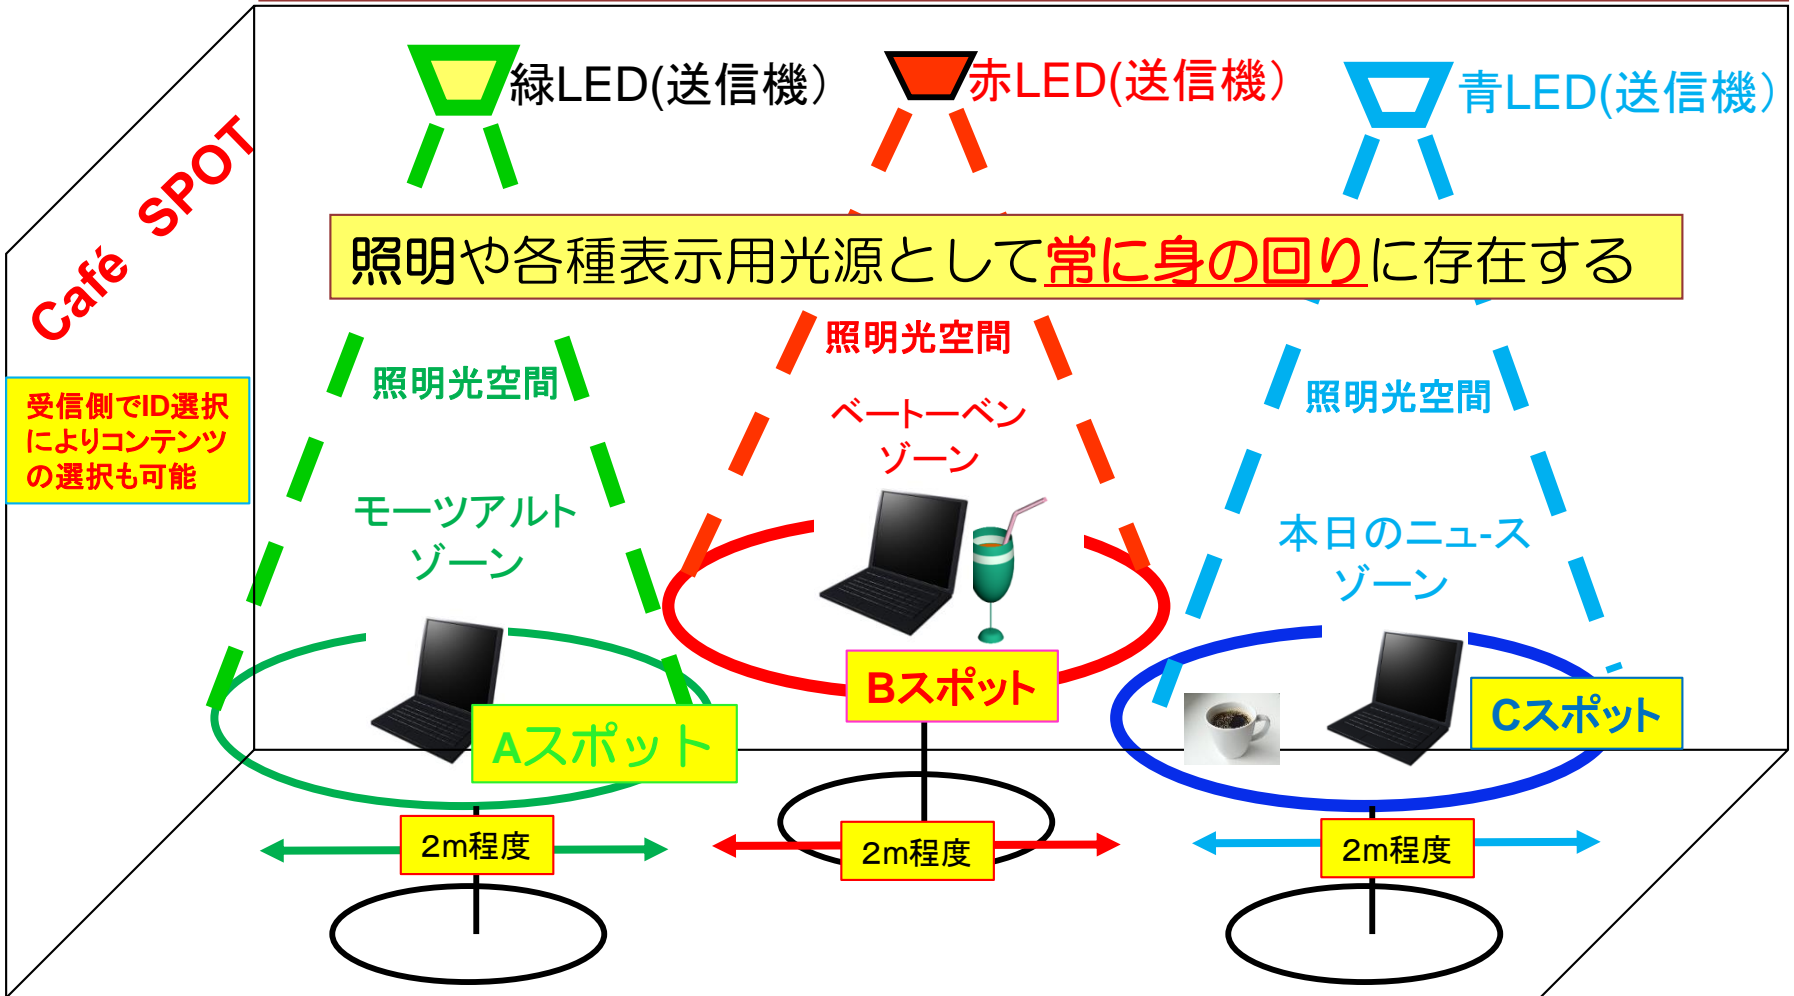 緑LED(送信機)
赤LED(送信機)
青LED(送信機)
Café SPOT
照明や各種表示用光源として常に身の回りに存在する
照明光空間
照明光空間
照明光空間
受信側でID選択
によりコンテンツ
の選択も可能
ベートーベン
ゾーン
モーツアルト
ゾーン
本日のニュ-ス
ゾーン
Aスポット
Bスポット
Cスポット
2m程度
2m程度
2m程度